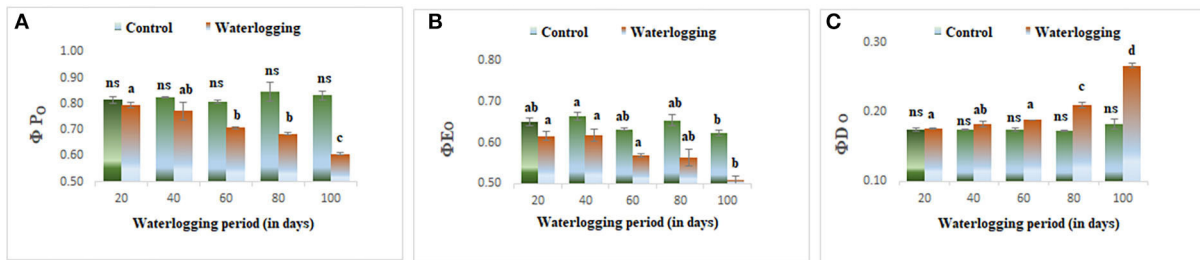 A
Control Waterlogging
1.00
0.90
0.80
0.70
0.60
0.50
Φ Po
ns a ns ab ns b ns b ns c
20 40 60 80 100
Waterlogging period (in days)
B
Control Waterlogging
0.70
0.60
0.50
ΦEo
ab a a a ab a ab ab b b
20 40 60 80 100
Waterlogging period (in days)
C
Control Waterlogging
0.30
0.20
0.10
ΦD o
ns a ns ab ns a ns c ns d
20 40 60 80 100
Waterlogging period (in days)